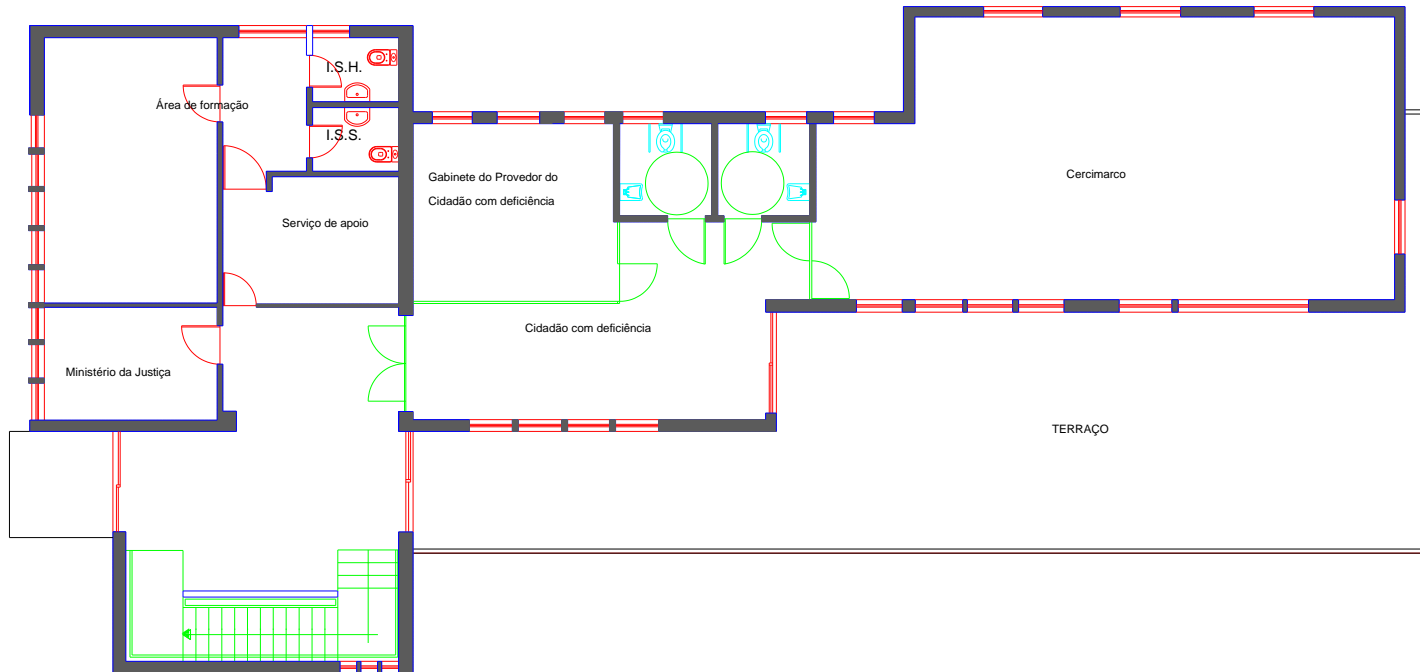 I.S.H.
Área de formação
I.S.S.
Gabinete do Provedor do
Cidadão com deficiência
Cercimarco
Serviço de apoio
Cidadão com deficiência
Ministério da Justiça
TERRAÇO